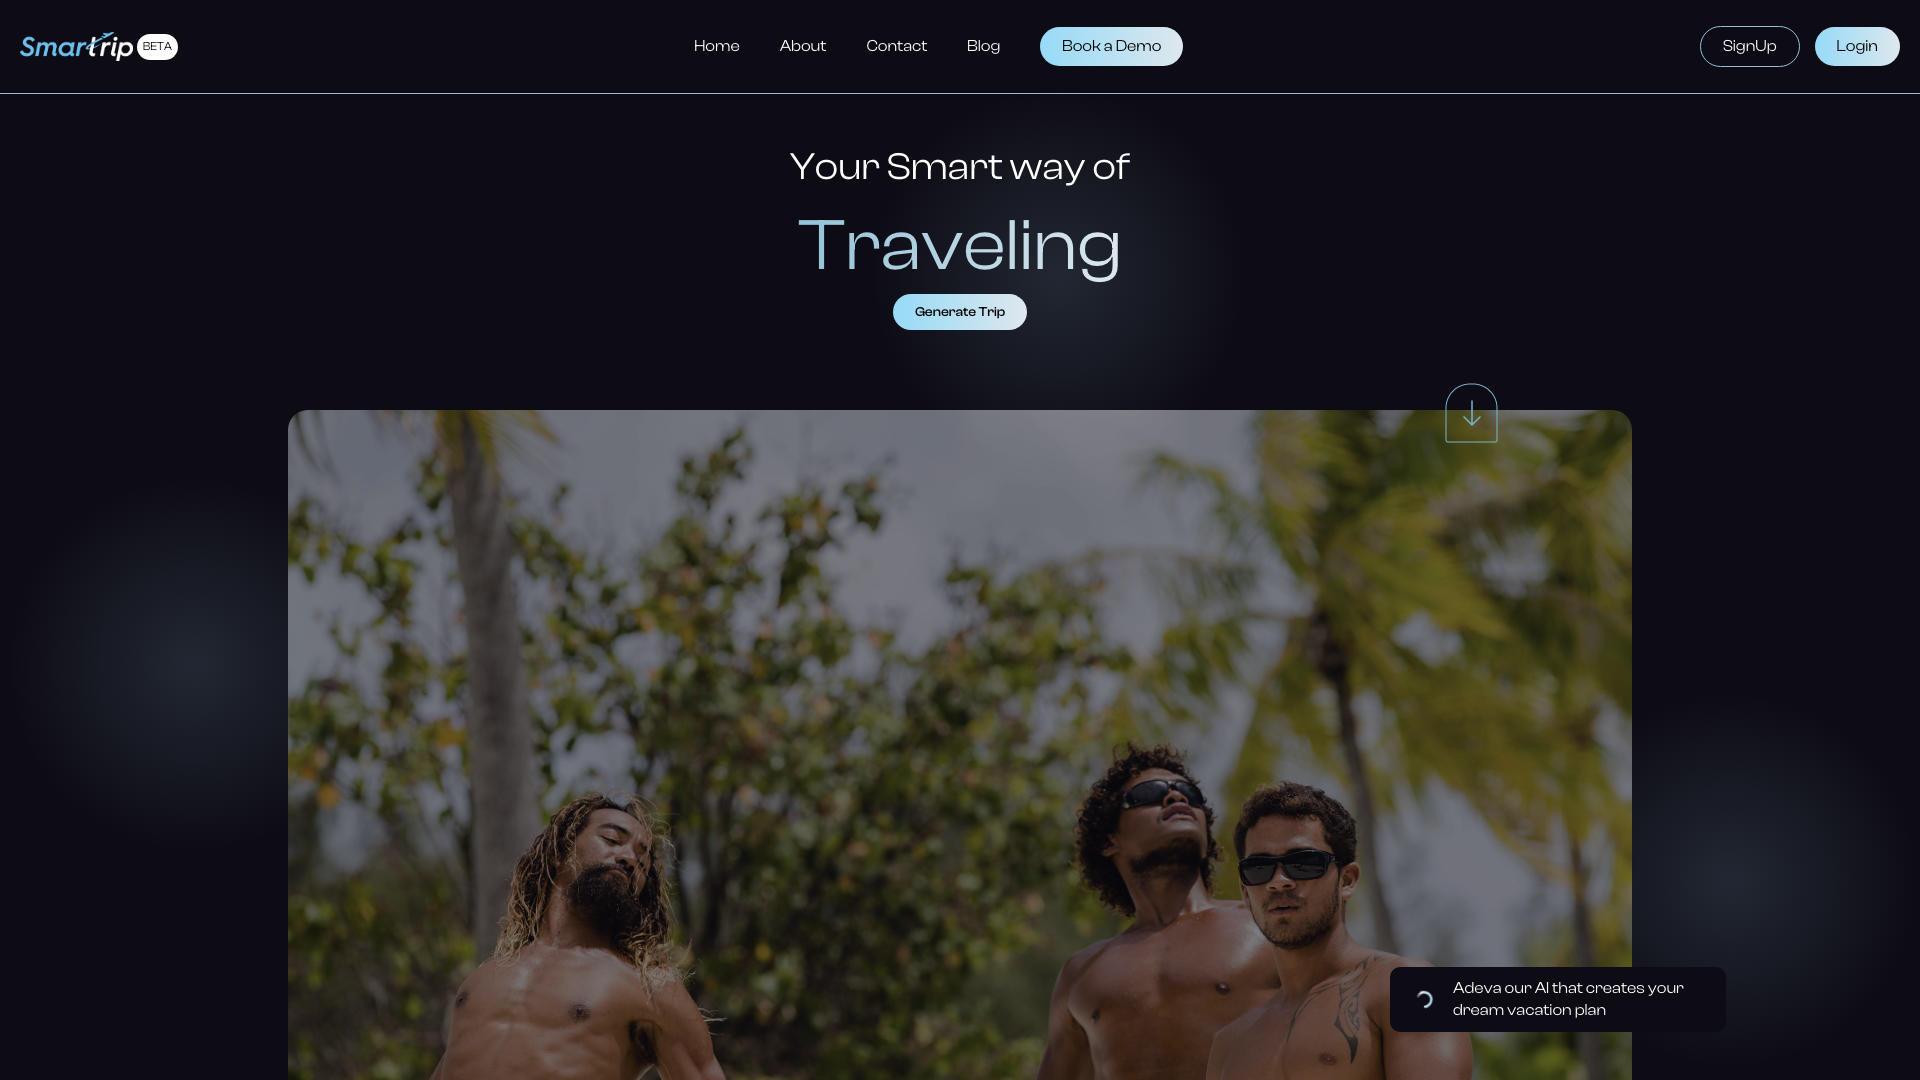 Smartrip BETA
Home
About
Contact
Blog
Book a Demo
SignUp
Login
Your Smart way of
Traveling
Generate Trip
Adeva our AI that creates your
dream vacation plan